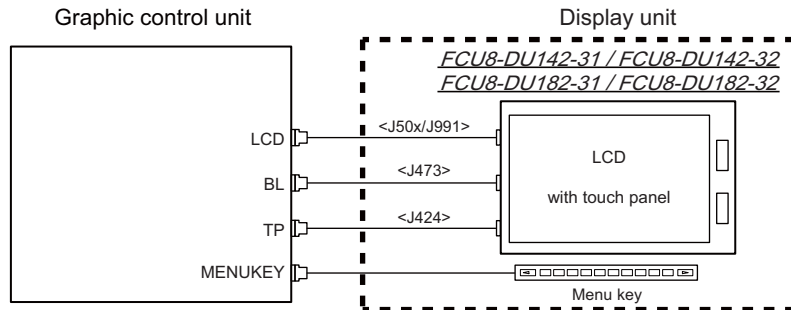 Graphic control unit
Display unit
FCU8-DU142-31 / FCU8-DU142-32
FCU8-DU182-31 / FCU8-DU182-32
LCD
<J50x/J991>
LCD
with touch panel
BL
<J473>
TP
<J424>
MENUKEY
Menu key